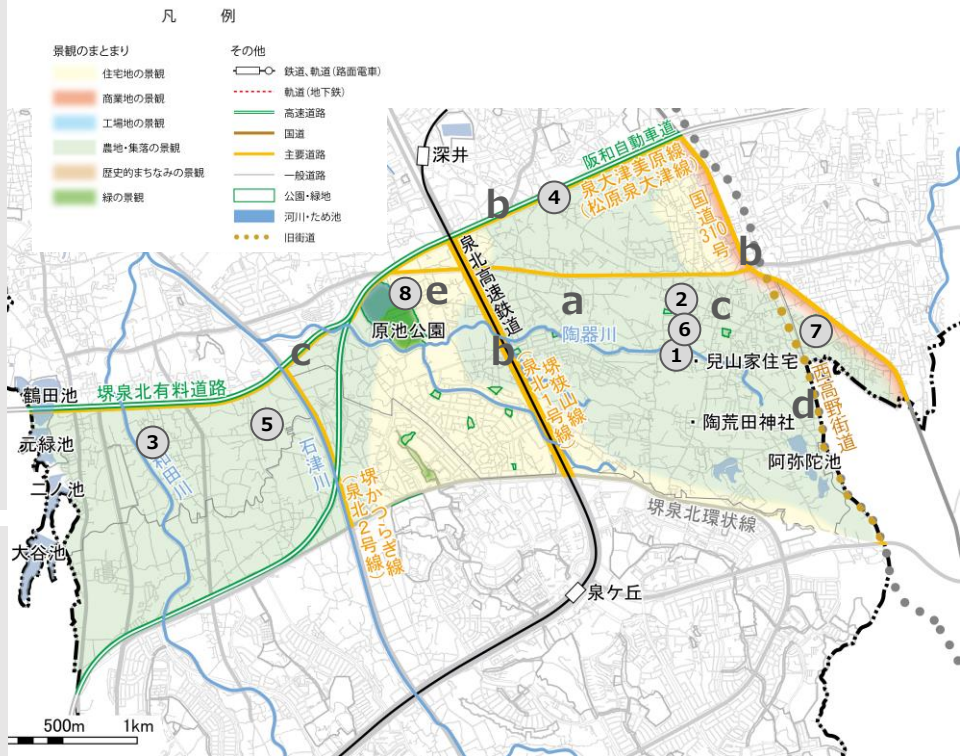 凡 例
景観のまとまり
住宅地の景観
商業地の景観
工場地の景観
農地・集落の景観
歴史的まちなみの景観
緑の景観
その他
鉄道、軌道(路面電車)
軌道(地下鉄)
高速道路
国道
主要道路
一般道路
公園・緑地
河川・ため池
旧街道
深井
阪和自動車道
泉大津美原線
(松原泉大津線)
国道310号
b
4
b
泉北高速鉄道
8
e
a
2
c
原池公園
陶器川
6
7
c
b
1
・兒山家住宅
堺泉北有料道路
堺狭山線
(泉北1号線)
西高野街道
d
鶴田池
元緑池
3
5
和田川
石津川
・陶荒田神社
阿弥陀池
二ノ池
堺かつらぎ線
(泉北2号線)
堺泉北環状線
大谷池
泉ケ丘
500m
1km